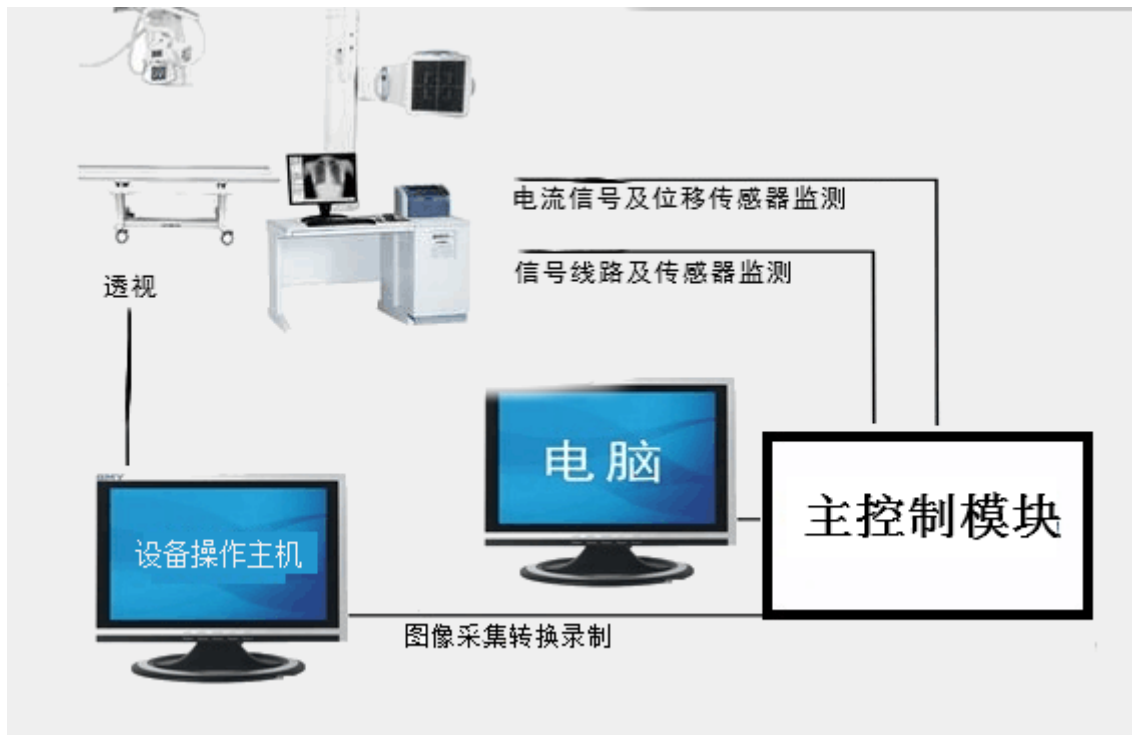 电流信号及位移传感器监测
信号线路及传感器监测
透视
电脑
主控制模块
设备操作主机
图像采集转换录制